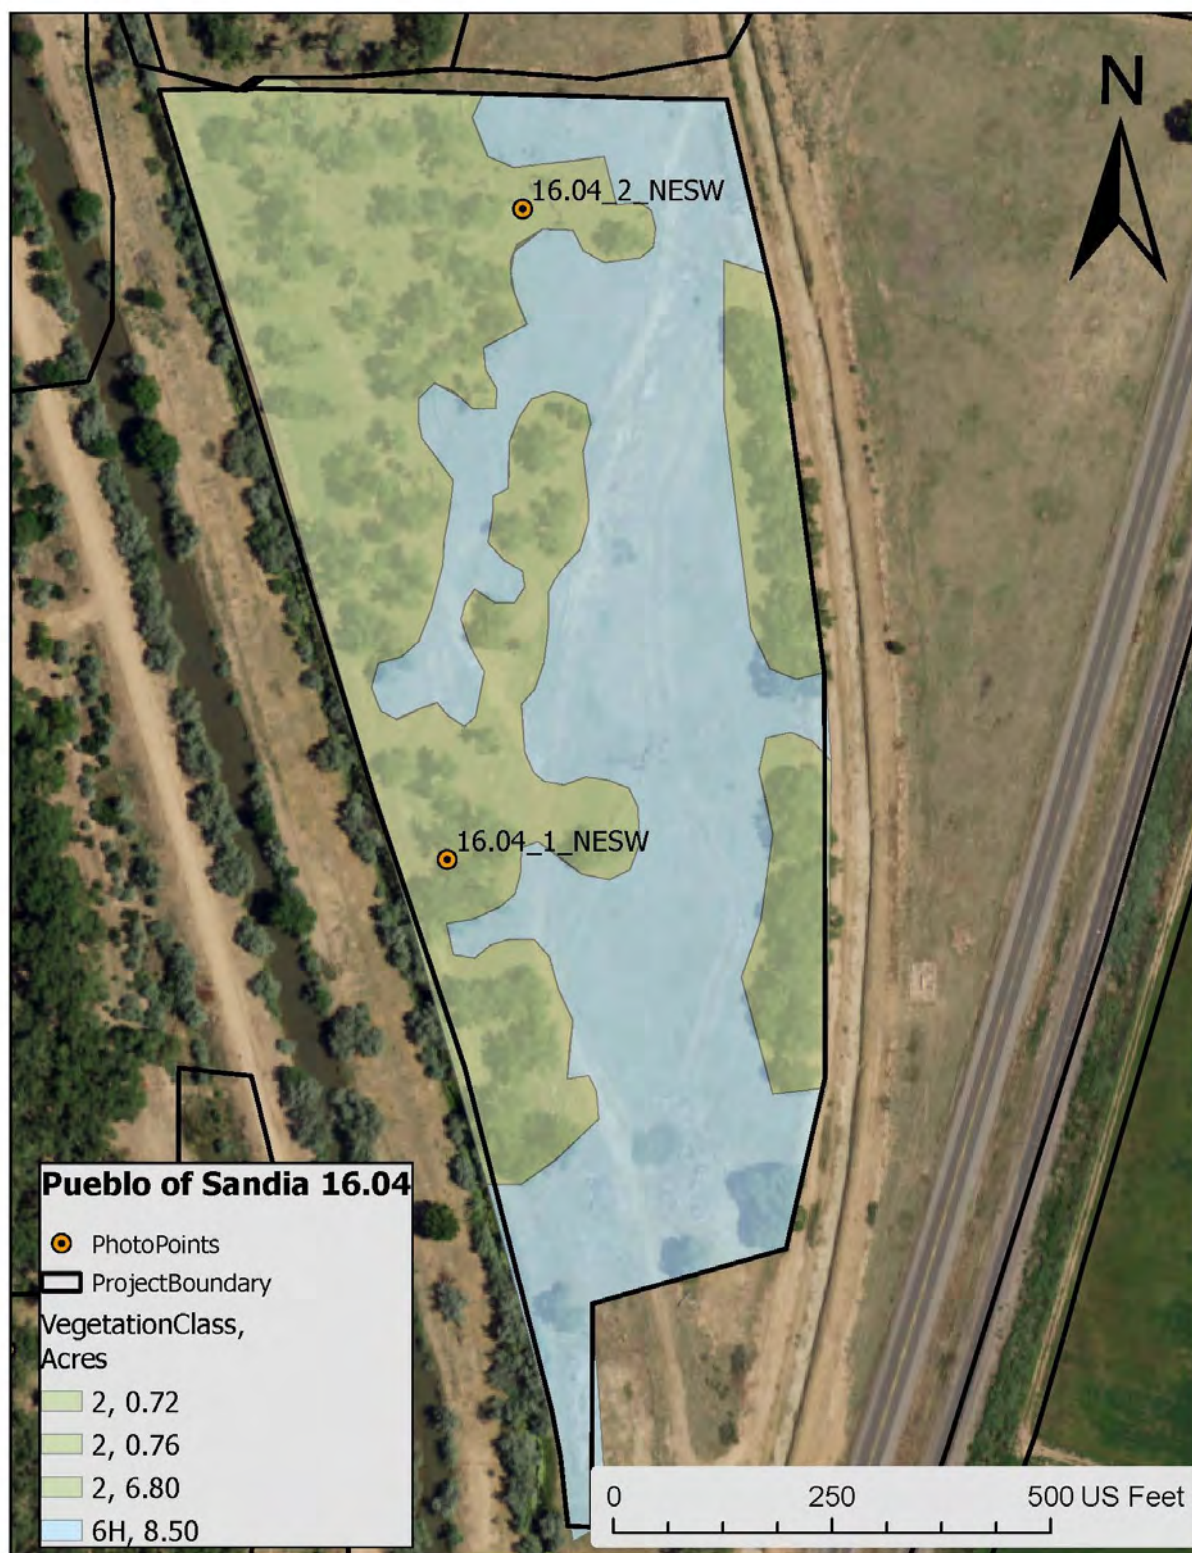 N
16.04_2_NESW
16.04_1_NESW
Pueblo of Sandia 16.04
PhotoPoints
ProjectBoundary
VegetationClass,
Acres
2, 0.72
2, 0.76
2, 6.80
6H, 8.50
0 250 500 US Feet